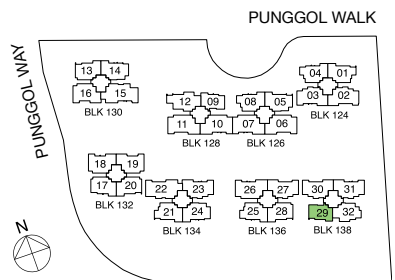 PUNGGOL WALK
PUNGGOL WAY
13 14
16 15
BLK 130
04 01
03 02
BLK 124
12 09
11 10
BLK 128
08 05
07 06
BLK 126
18 19
17 20
BLK 132
22 23
21 24
BLK 134
26 27
25 28
BLK 136
30 31
29 32
BLK 138
N